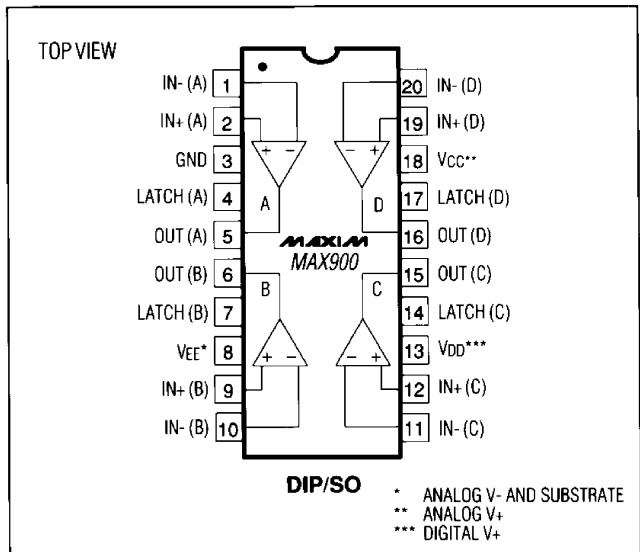 TOP VIEW
IN- (A) 1
IN+ (A) 2
GND 3
LATCH (A) 4
OUT (A) 5
OUT (B) 6
LATCH (B) 7
VEE* 8
IN+ (B) 9
IN- (B) 10
+ -
A
- +
D
MAXIM
MAX900
B
+ -
C
- +
20 IN- (D)
19 IN+ (D)
18 VCC**
17 LATCH (D)
16 OUT (D)
15 OUT (C)
14 LATCH (C)
13 VDD***
12 IN+ (C)
11 IN- (C)
DIP/SO
* ANALOG V- AND SUBSTRATE
** ANALOG V+
*** DIGITAL V+